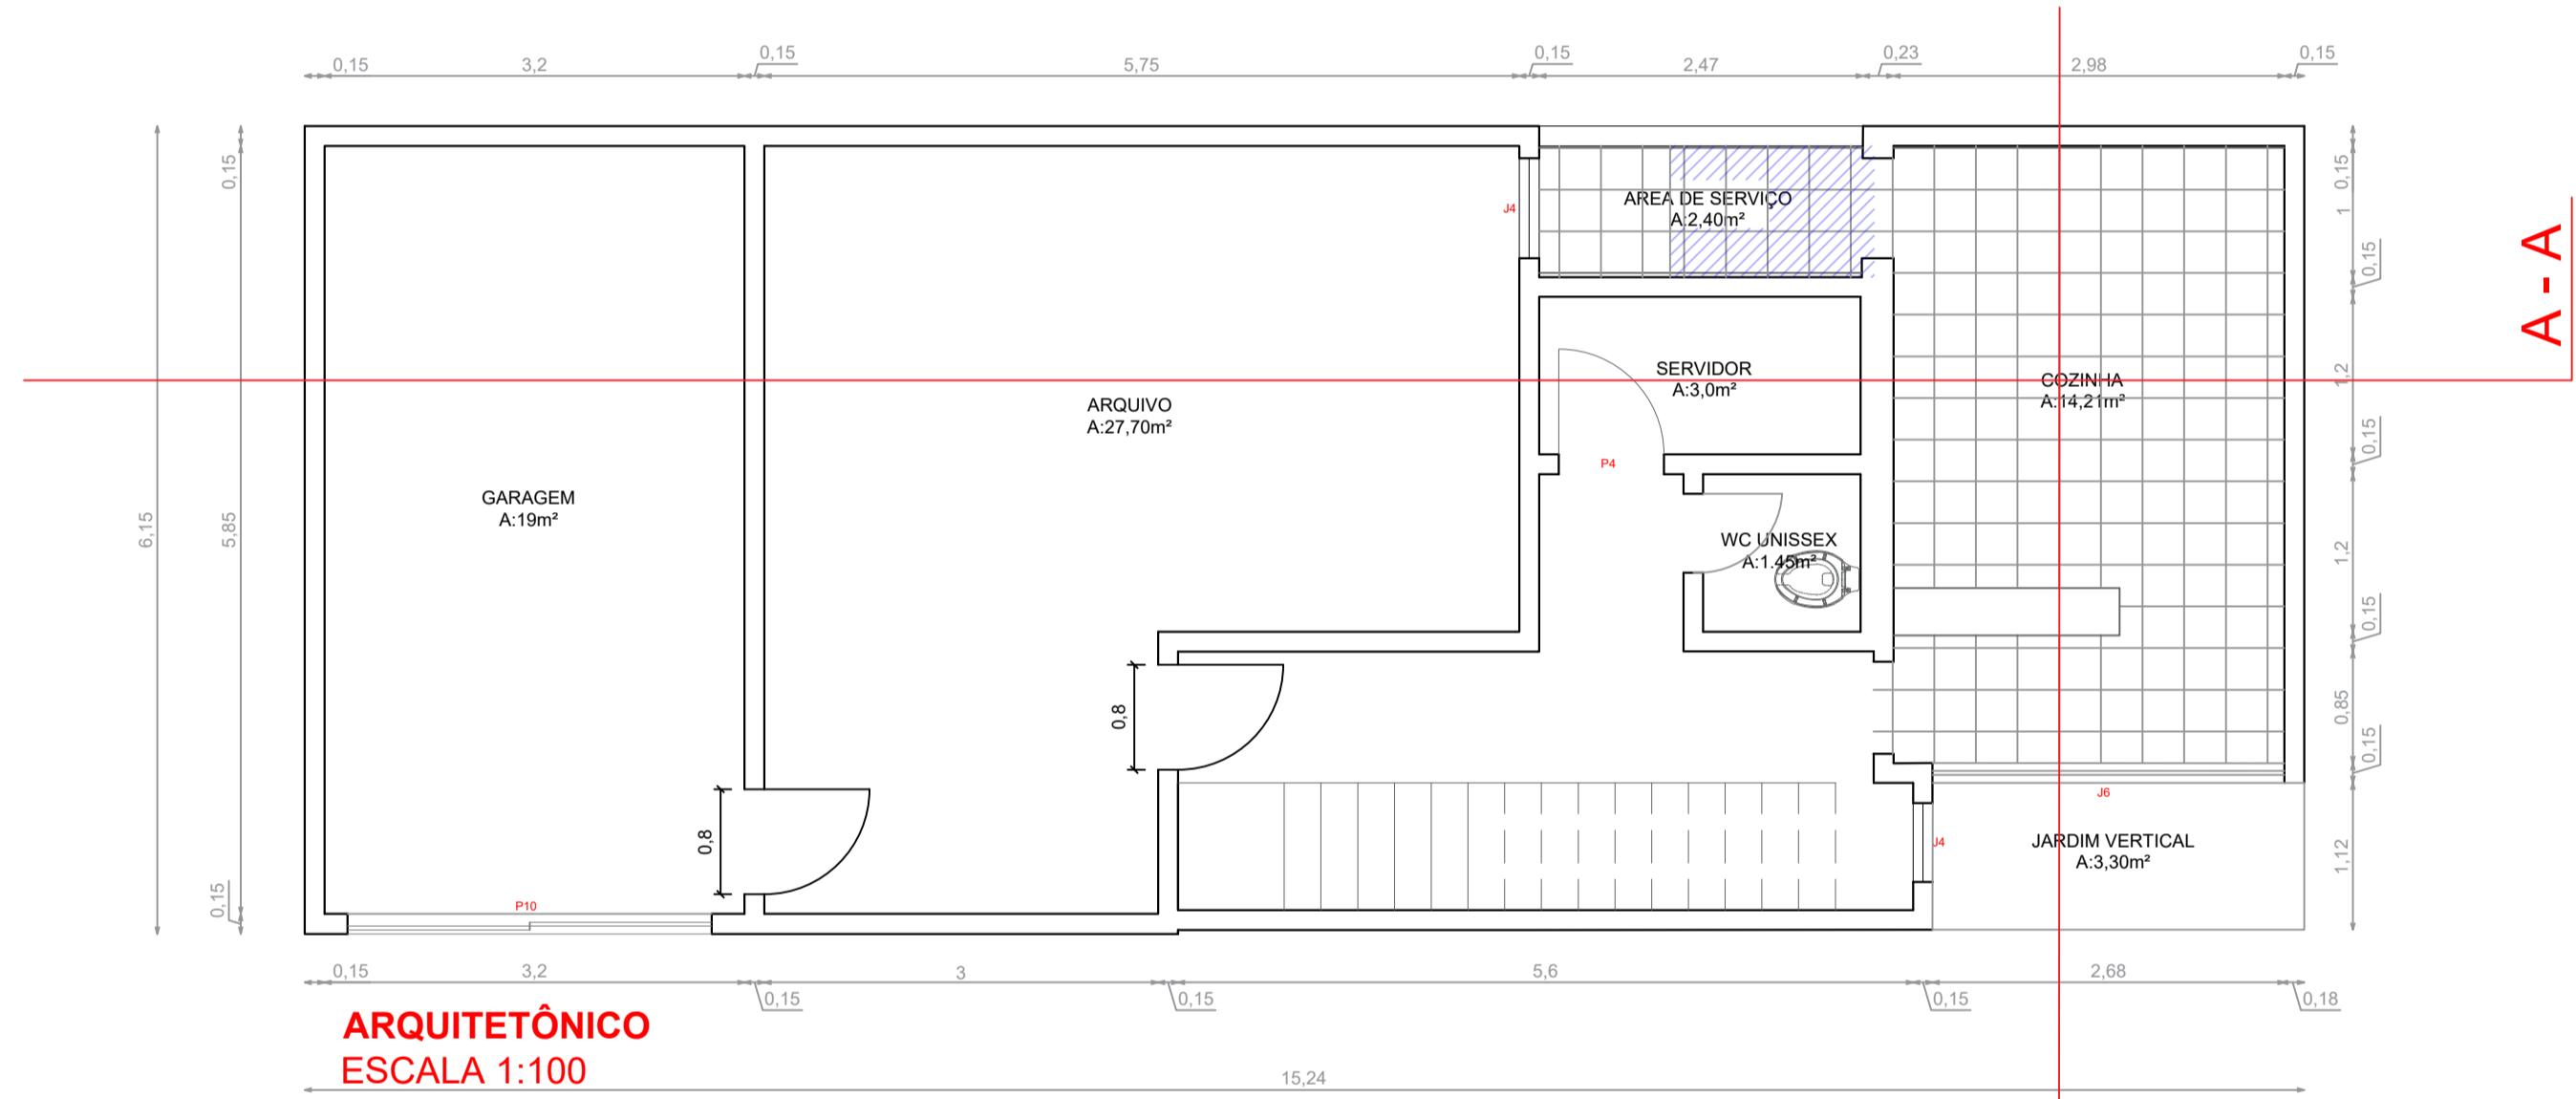 0,15 3,2 0,15 5,75 0,15 2,47 0,23 2,98 0,15
6,15
0,15
5,85
0,15
0,15
1
0,15
1,2
0,15
1,2
0,15
0,85
0,15
1,12
A - A
AREA DE SERVIÇO
A:2,40m²
J4
SERVIDOR
A:3,0m²
COZINHA
A:14,21m²
ARQUIVO
A:27,70m²
P4
GARAGEM
A:19m²
WC UNISSEX
A:1.45m²
0,8
0,8
J6
J4
JARDIM VERTICAL
A:3,30m²
P10
0,15 3,2 0,15 3 0,15 5,6 0,15 2,68 0,18
ARQUITETÔNICO
ESCALA 1:100
15,24